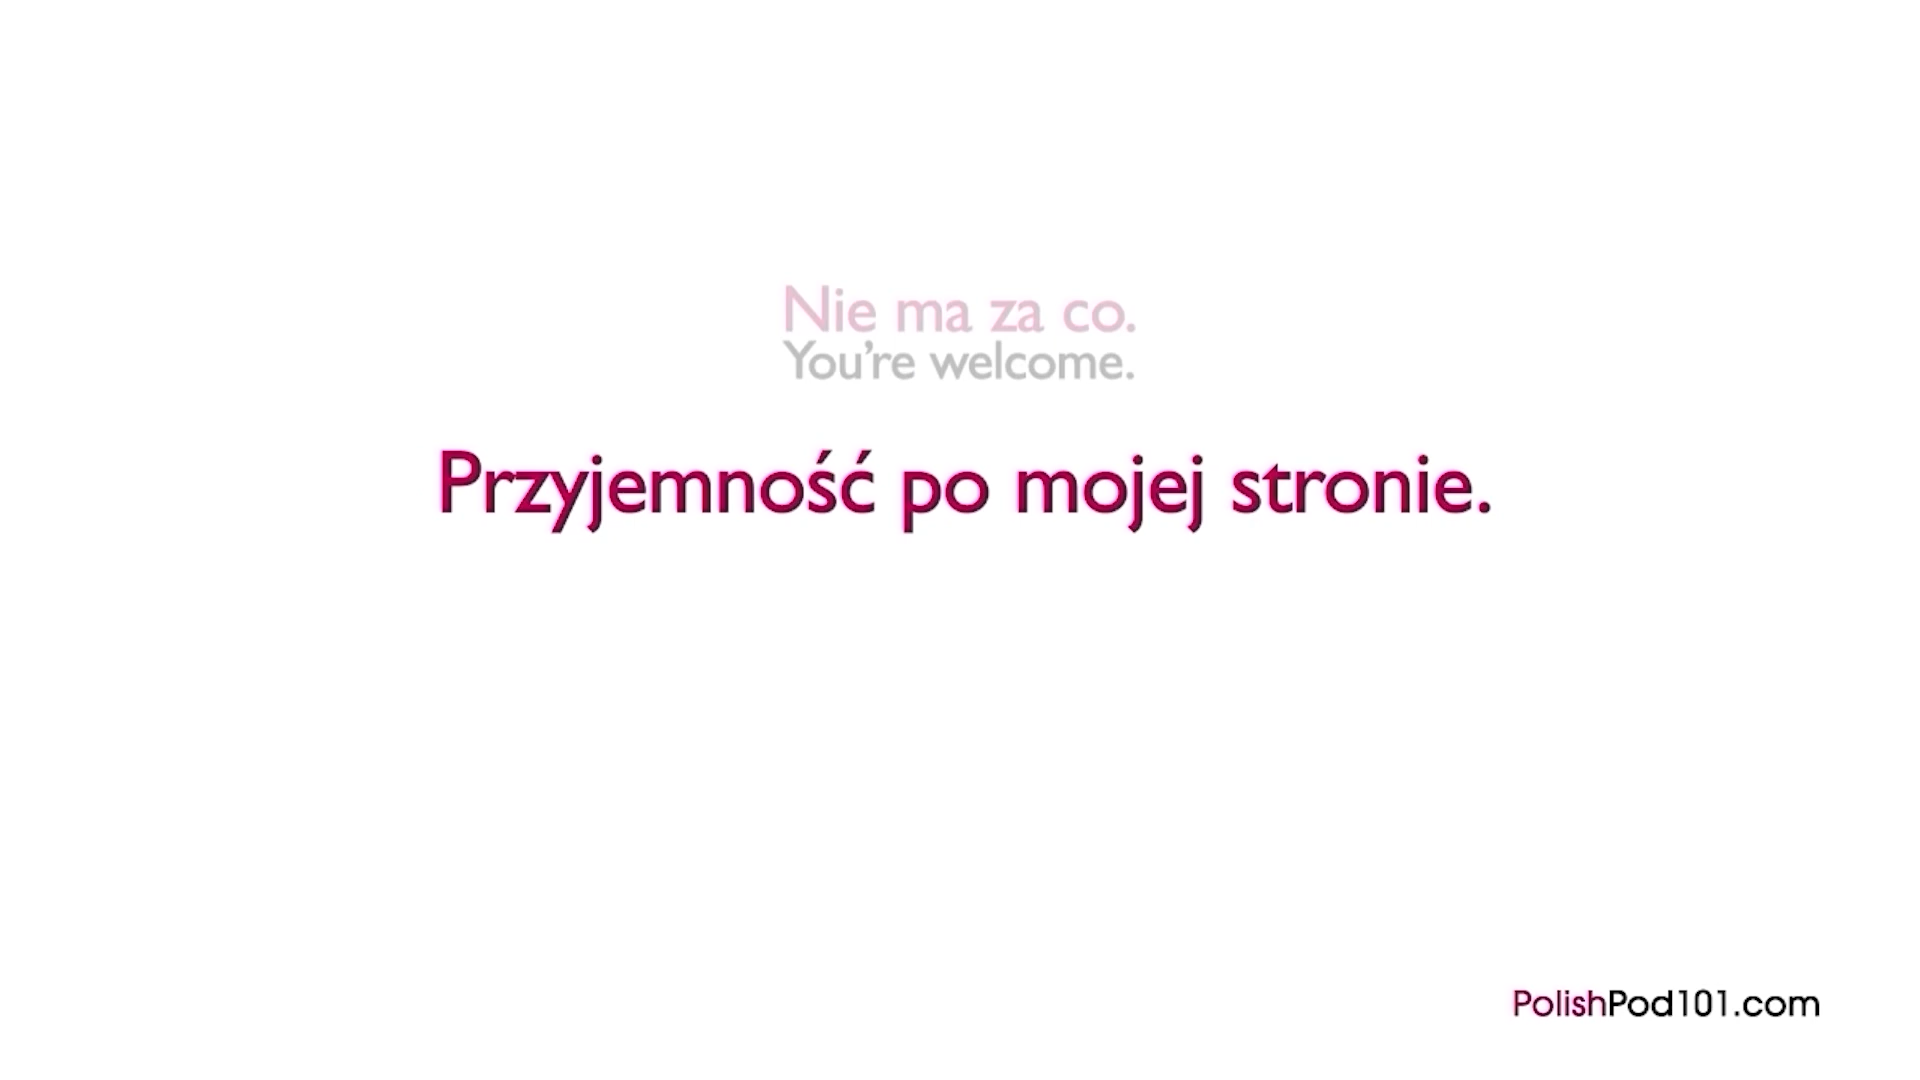 Nie ma za co.
You're welcome.
Przyjemność po mojej stronie.
PolishPod101.com